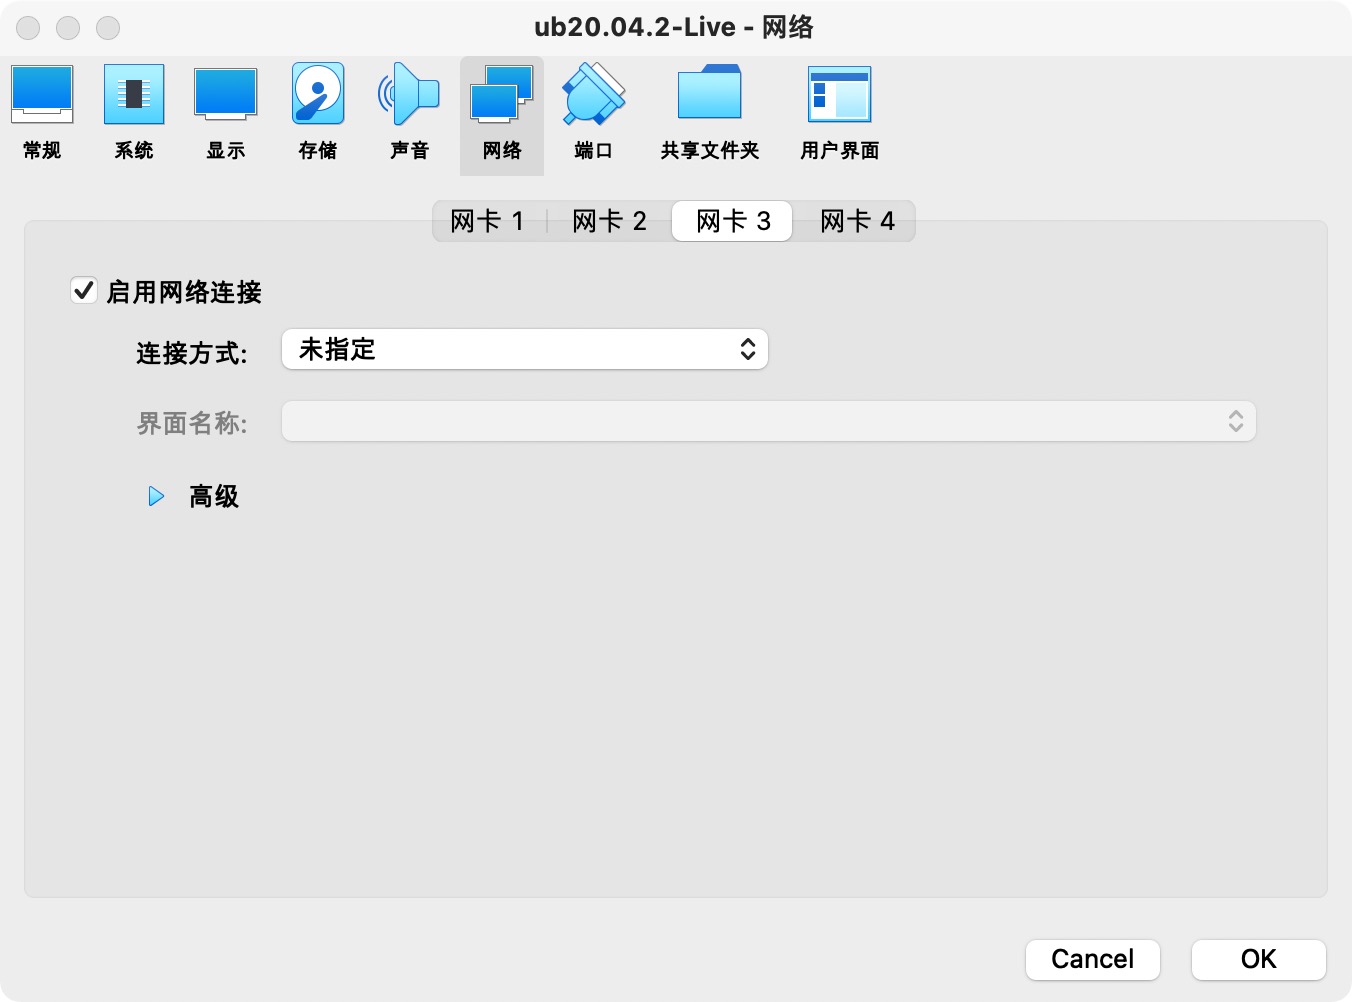 ub20.04.2-Live - 网络
常规 系统 显示 存储 声音 网络 端口 共享文件夹 用户界面
网卡 1 网卡 2 网卡 3 网卡 4
启用网络连接
连接方式: 未指定
界面名称:
高级
Cancel OK